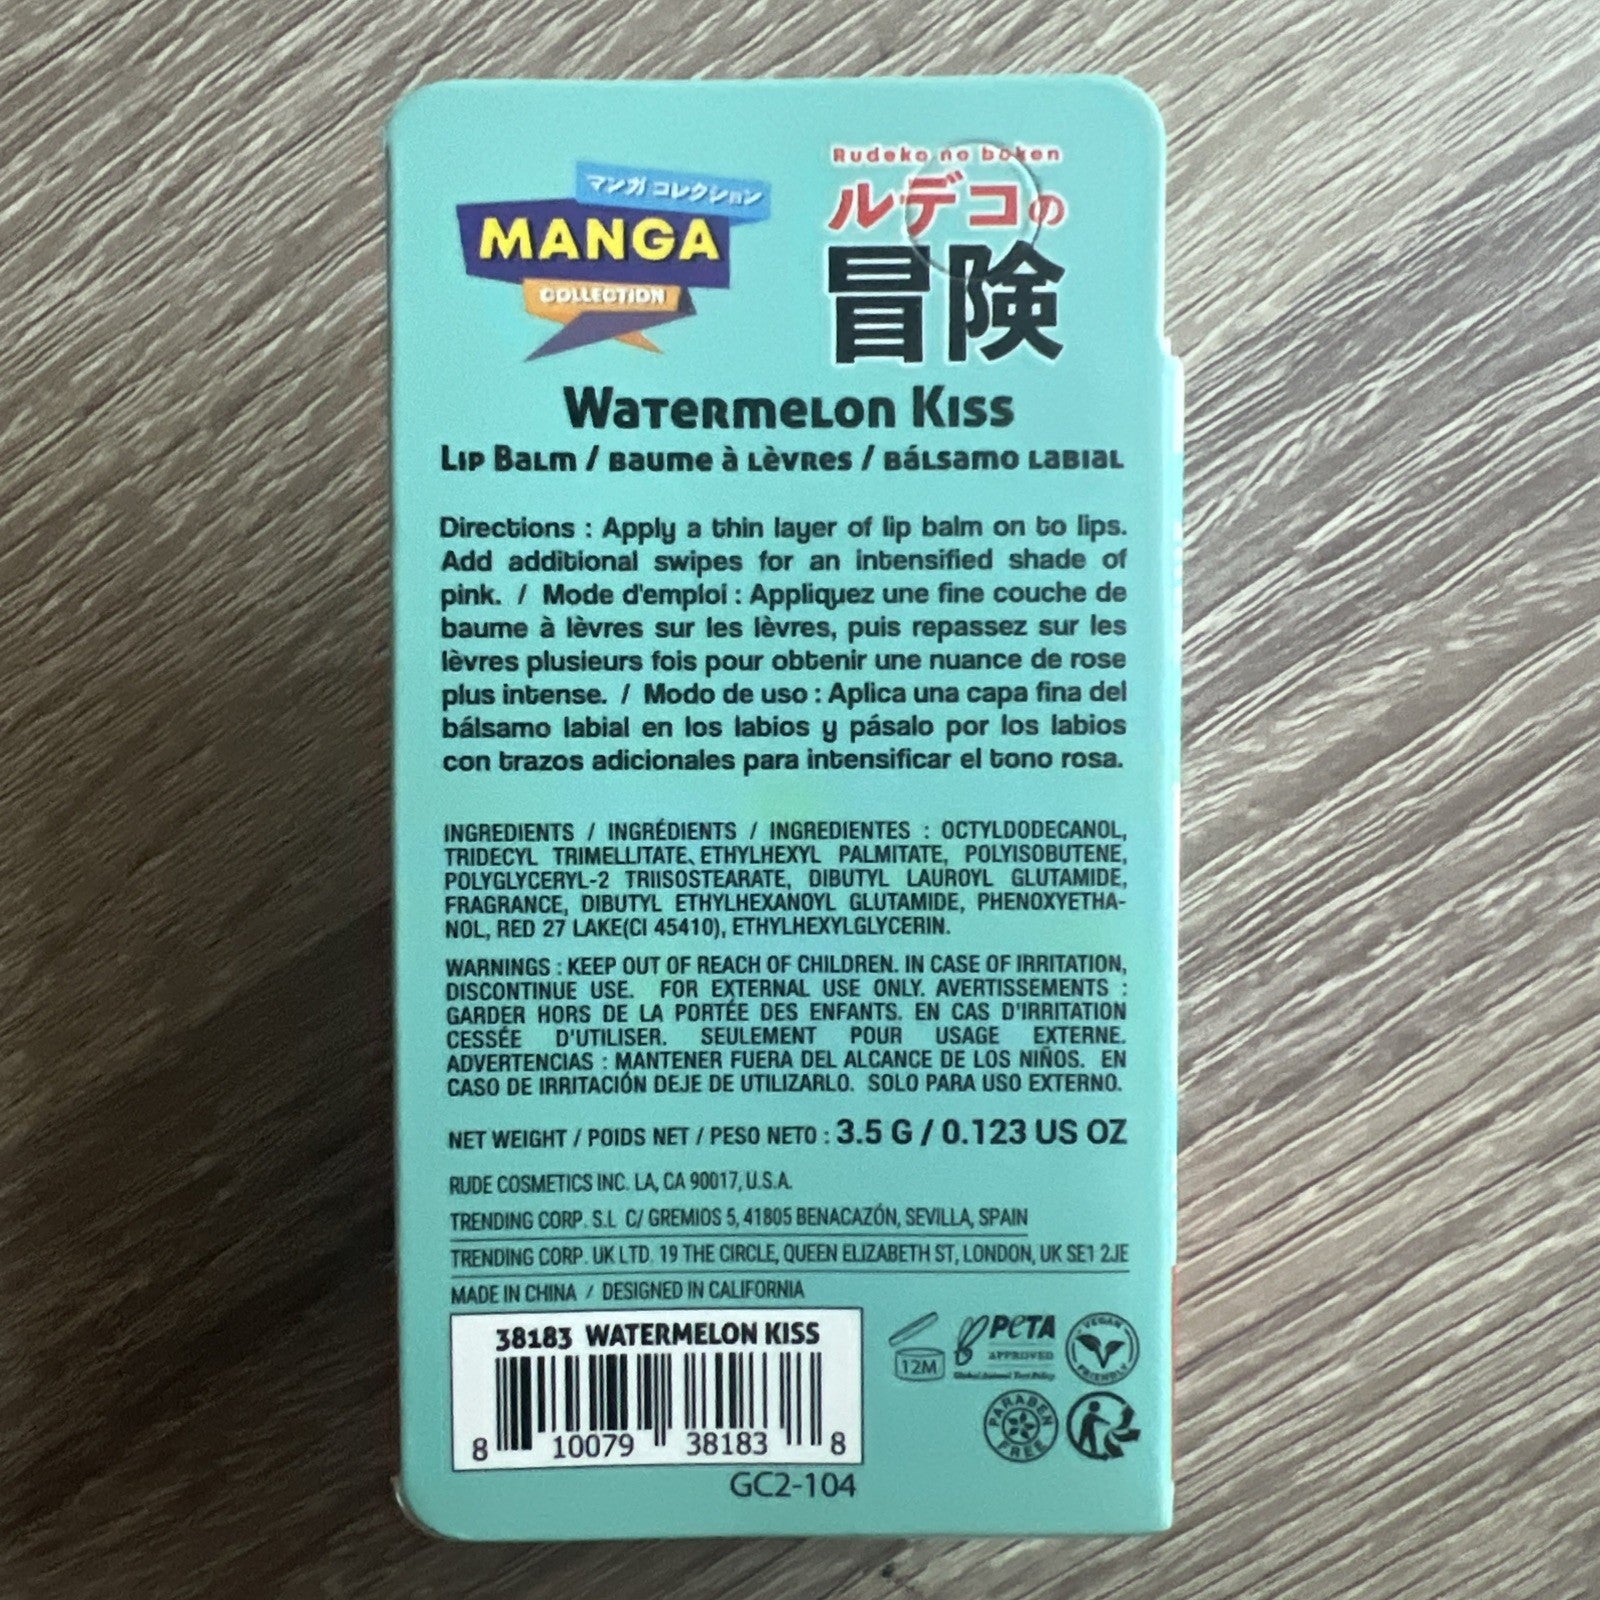 マンガ コレクション
MANGA
COLLECTION
Rudeko no boken
ルデコの
冒険
Watermelon Kiss
Lip Balm / Baume à Lèvres / Bálsamo Labial
Directions : Apply a thin layer of lip balm on to lips.
Add additional swipes for an intensified shade of
pink. / Mode d'emploi : Appliquez une fine couche de
baume à lèvres sur les lèvres, puis repassez sur les
lèvres plusieurs fois pour obtenir une nuance de rose
plus intense. / Modo de uso : Aplica una capa fina del
bálsamo labial en los labios y pásalo por los labios
con trazos adicionales para intensificar el tono rosa.
INGREDIENTS / INGRÉDIENTS / INGREDIENTES : OCTYLDODECANOL,
TRIDECYL TRIMELLITATE, ETHYLHEXYL PALMITATE, POLYISOBUTENE,
POLYGLYCERYL-2 TRIISOSTEARATE, DIBUTYL LAUROYL GLUTAMIDE,
FRAGRANCE, DIBUTYL ETHYLHEXANOYL GLUTAMIDE, PHENOXYETHA-
NOL, RED 27 LAKE(CI 45410), ETHYLHEXYLGLYCERIN.
WARNINGS : KEEP OUT OF REACH OF CHILDREN. IN CASE OF IRRITATION,
DISCONTINUE USE. FOR EXTERNAL USE ONLY. AVERTISSEMENTS :
GARDER HORS DE LA PORTÉE DES ENFANTS. EN CAS D'IRRITATION
CESSÉE D'UTILISER. SEULEMENT POUR USAGE EXTERNE.
ADVERTENCIAS : MANTENER FUERA DEL ALCANCE DE LOS NIÑOS. EN
CASO DE IRRITACIÓN DEJE DE UTILIZARLO. SOLO PARA USO EXTERNO.
NET WEIGHT / POIDS NET / PESO NETO : 3.5 G / 0.123 US OZ
RUDE COSMETICS INC. LA, CA 90017, U.S.A.
TRENDING CORP. S.L C/ GREMIOS 5, 41805 BENACAZÓN, SEVILLA, SPAIN
TRENDING CORP. UK LTD. 19 THE CIRCLE, QUEEN ELIZABETH ST, LONDON, UK SE1 2JE
MADE IN CHINA / DESIGNED IN CALIFORNIA
38183 WATERMELON KISS
8 10079 38183 8
GC2-104
12M
PETA
APPROVED
Global Animal Test Policy
VEGAN
FRIENDLY
PARABEN
FREE